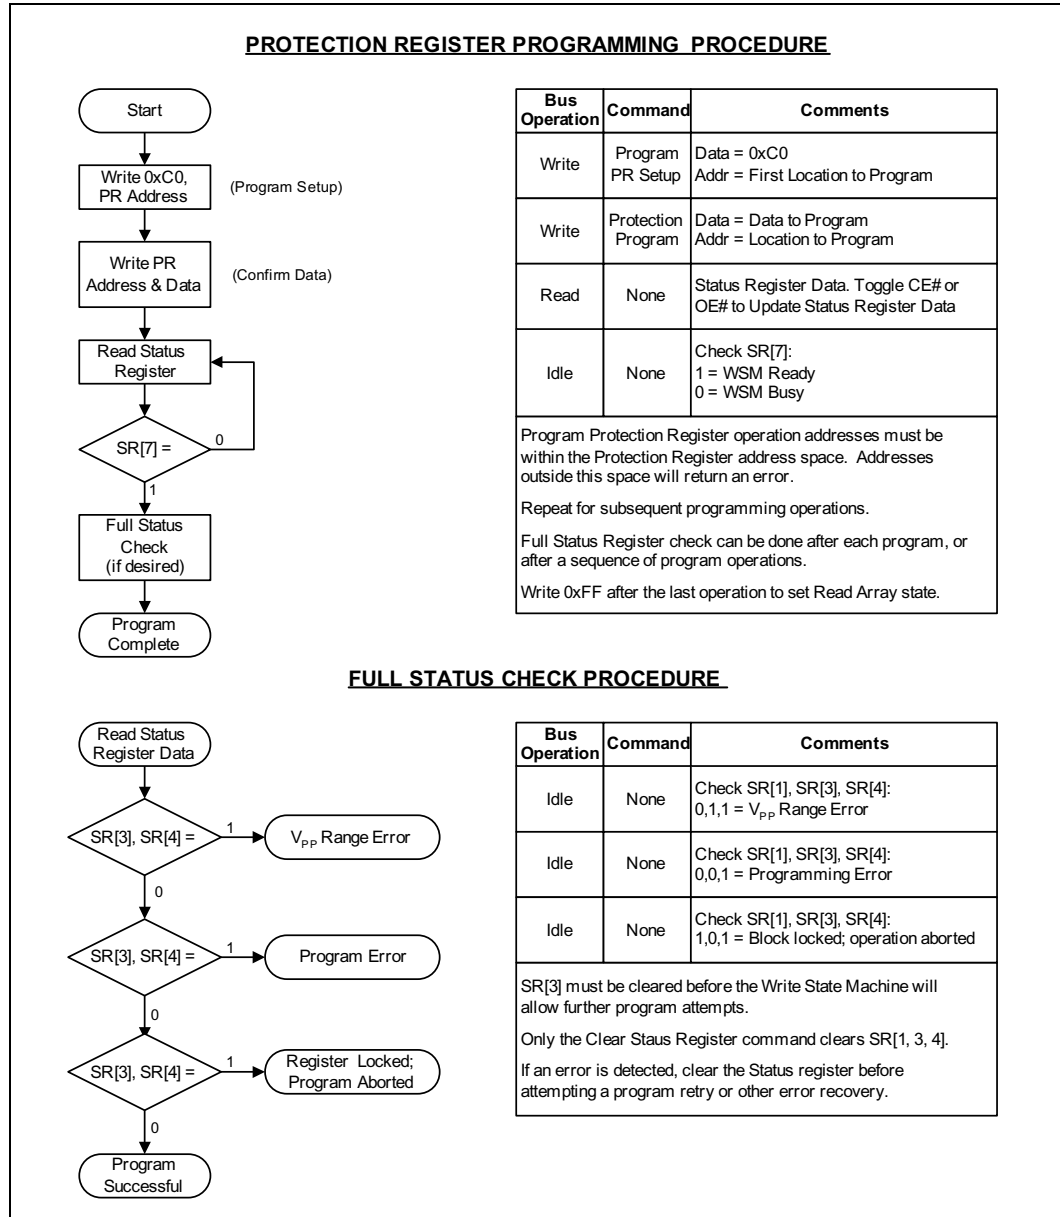 PROTECTION REGISTER PROGRAMMING PROCEDURE
Start
Write 0xC0,
PR Address
(Program Setup)
Write PR
Address & Data
(Confirm Data)
Read Status
Register
SR[7] =
0
1
Full Status
Check
(if desired)
Program
Complete
Bus
Operation
Command
Comments
Write
Program
PR Setup
Data = 0xC0
Addr = First Location to Program
Write
Protection
Program
Data = Data to Program
Addr = Location to Program
Read
None
Status Register Data. Toggle CE# or
OE# to Update Status Register Data
Idle
None
Check SR[7]:
1 = WSM Ready
0 = WSM Busy
Program Protection Register operation addresses must be
within the Protection Register address space. Addresses
outside this space will return an error.
Repeat for subsequent programming operations.
Full Status Register check can be done after each program, or
after a sequence of program operations.
Write 0xFF after the last operation to set Read Array state.
FULL STATUS CHECK PROCEDURE
Read Status
Register Data
SR[3], SR[4] =
1
VPP Range Error
0
SR[3], SR[4] =
1
Program Error
0
SR[3], SR[4] =
1
Register Locked;
Program Aborted
0
Program
Successful
Bus
Operation
Command
Comments
Idle
None
Check SR[1], SR[3], SR[4]:
0,1,1 = VPP Range Error
Idle
None
Check SR[1], SR[3], SR[4]:
0,0,1 = Programming Error
Idle
None
Check SR[1], SR[3], SR[4]:
1,0,1 = Block locked; operation aborted
SR[3] must be cleared before the Write State Machine will
allow further program attempts.
Only the Clear Staus Register command clears SR[1, 3, 4].
If an error is detected, clear the Status register before
attempting a program retry or other error recovery.